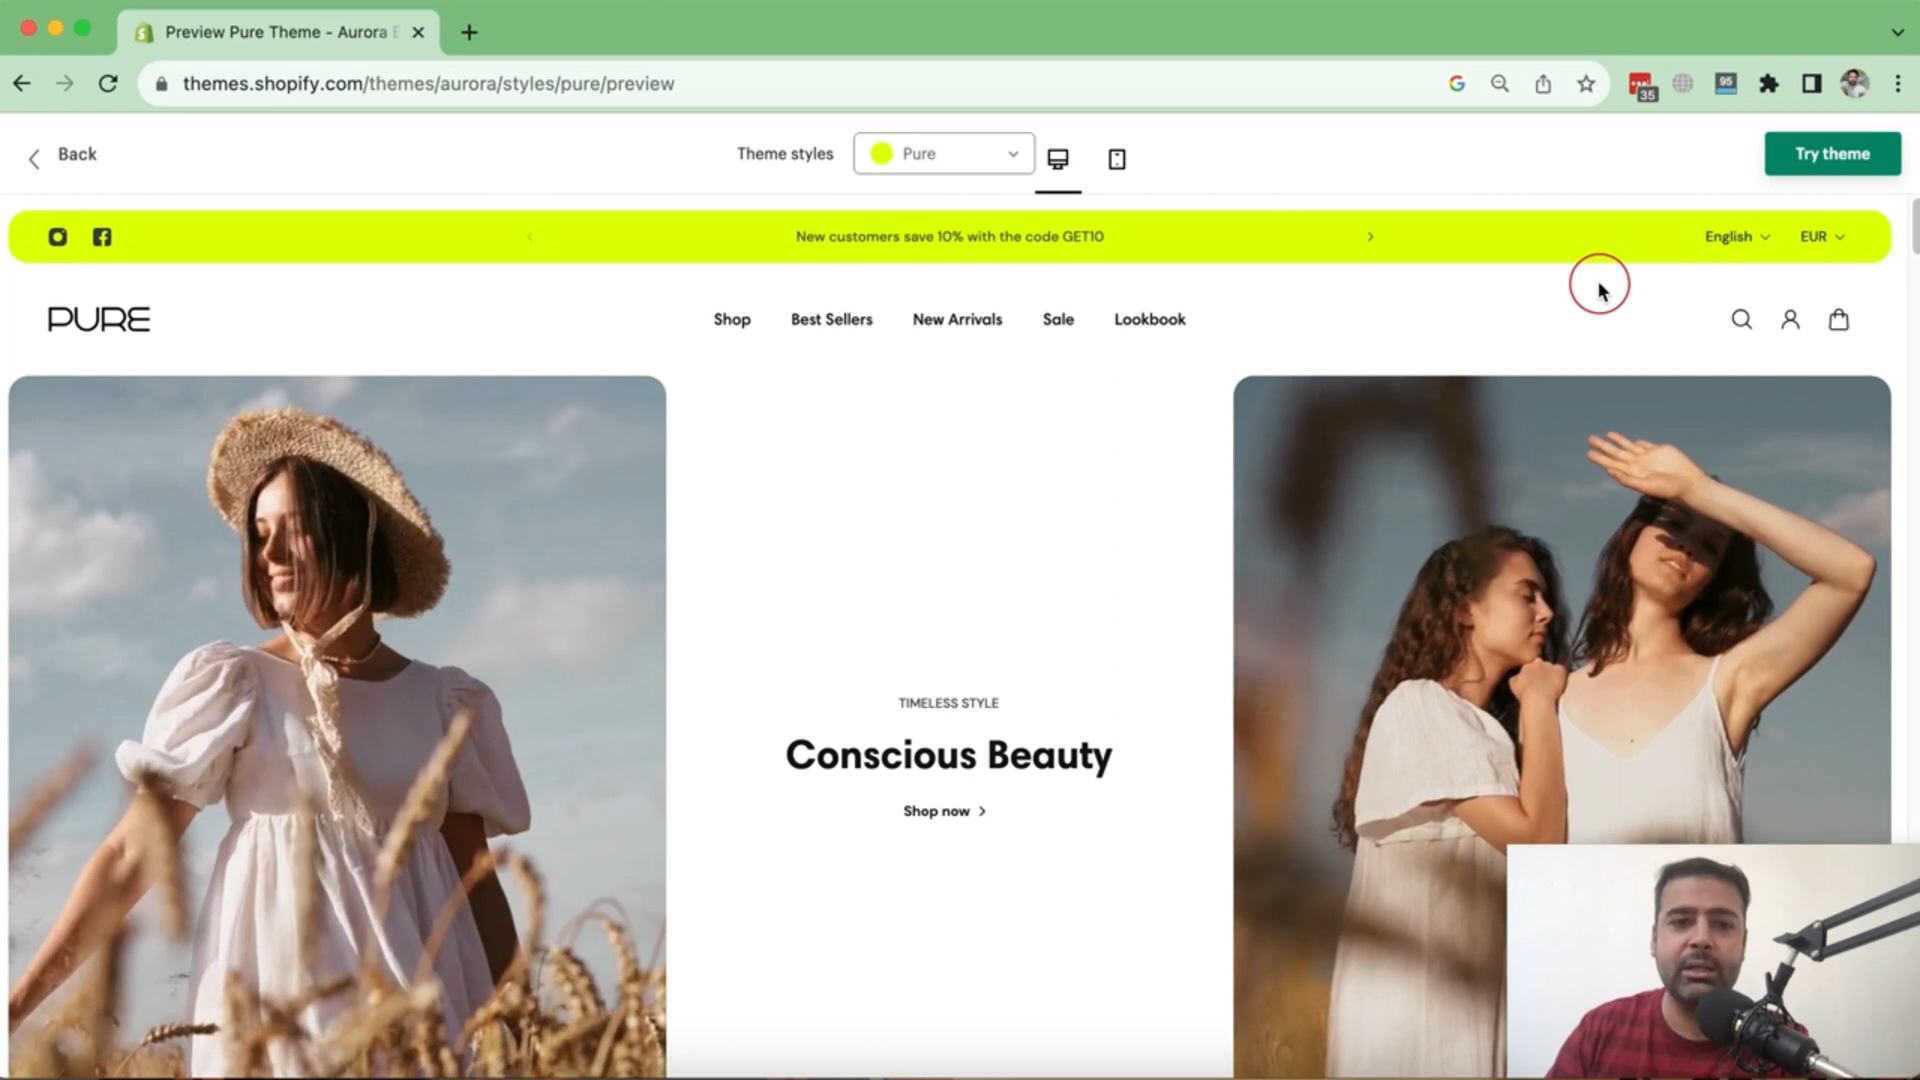 Preview Pure Theme - Aurora
themes.shopify.com/themes/aurora/styles/pure/preview
35
95
Back
Theme styles
Pure
Try theme
New customers save 10% with the code GET10
English
EUR
PURE
Shop
Best Sellers
New Arrivals
Sale
Lookbook
TIMELESS STYLE
Conscious Beauty
Shop now